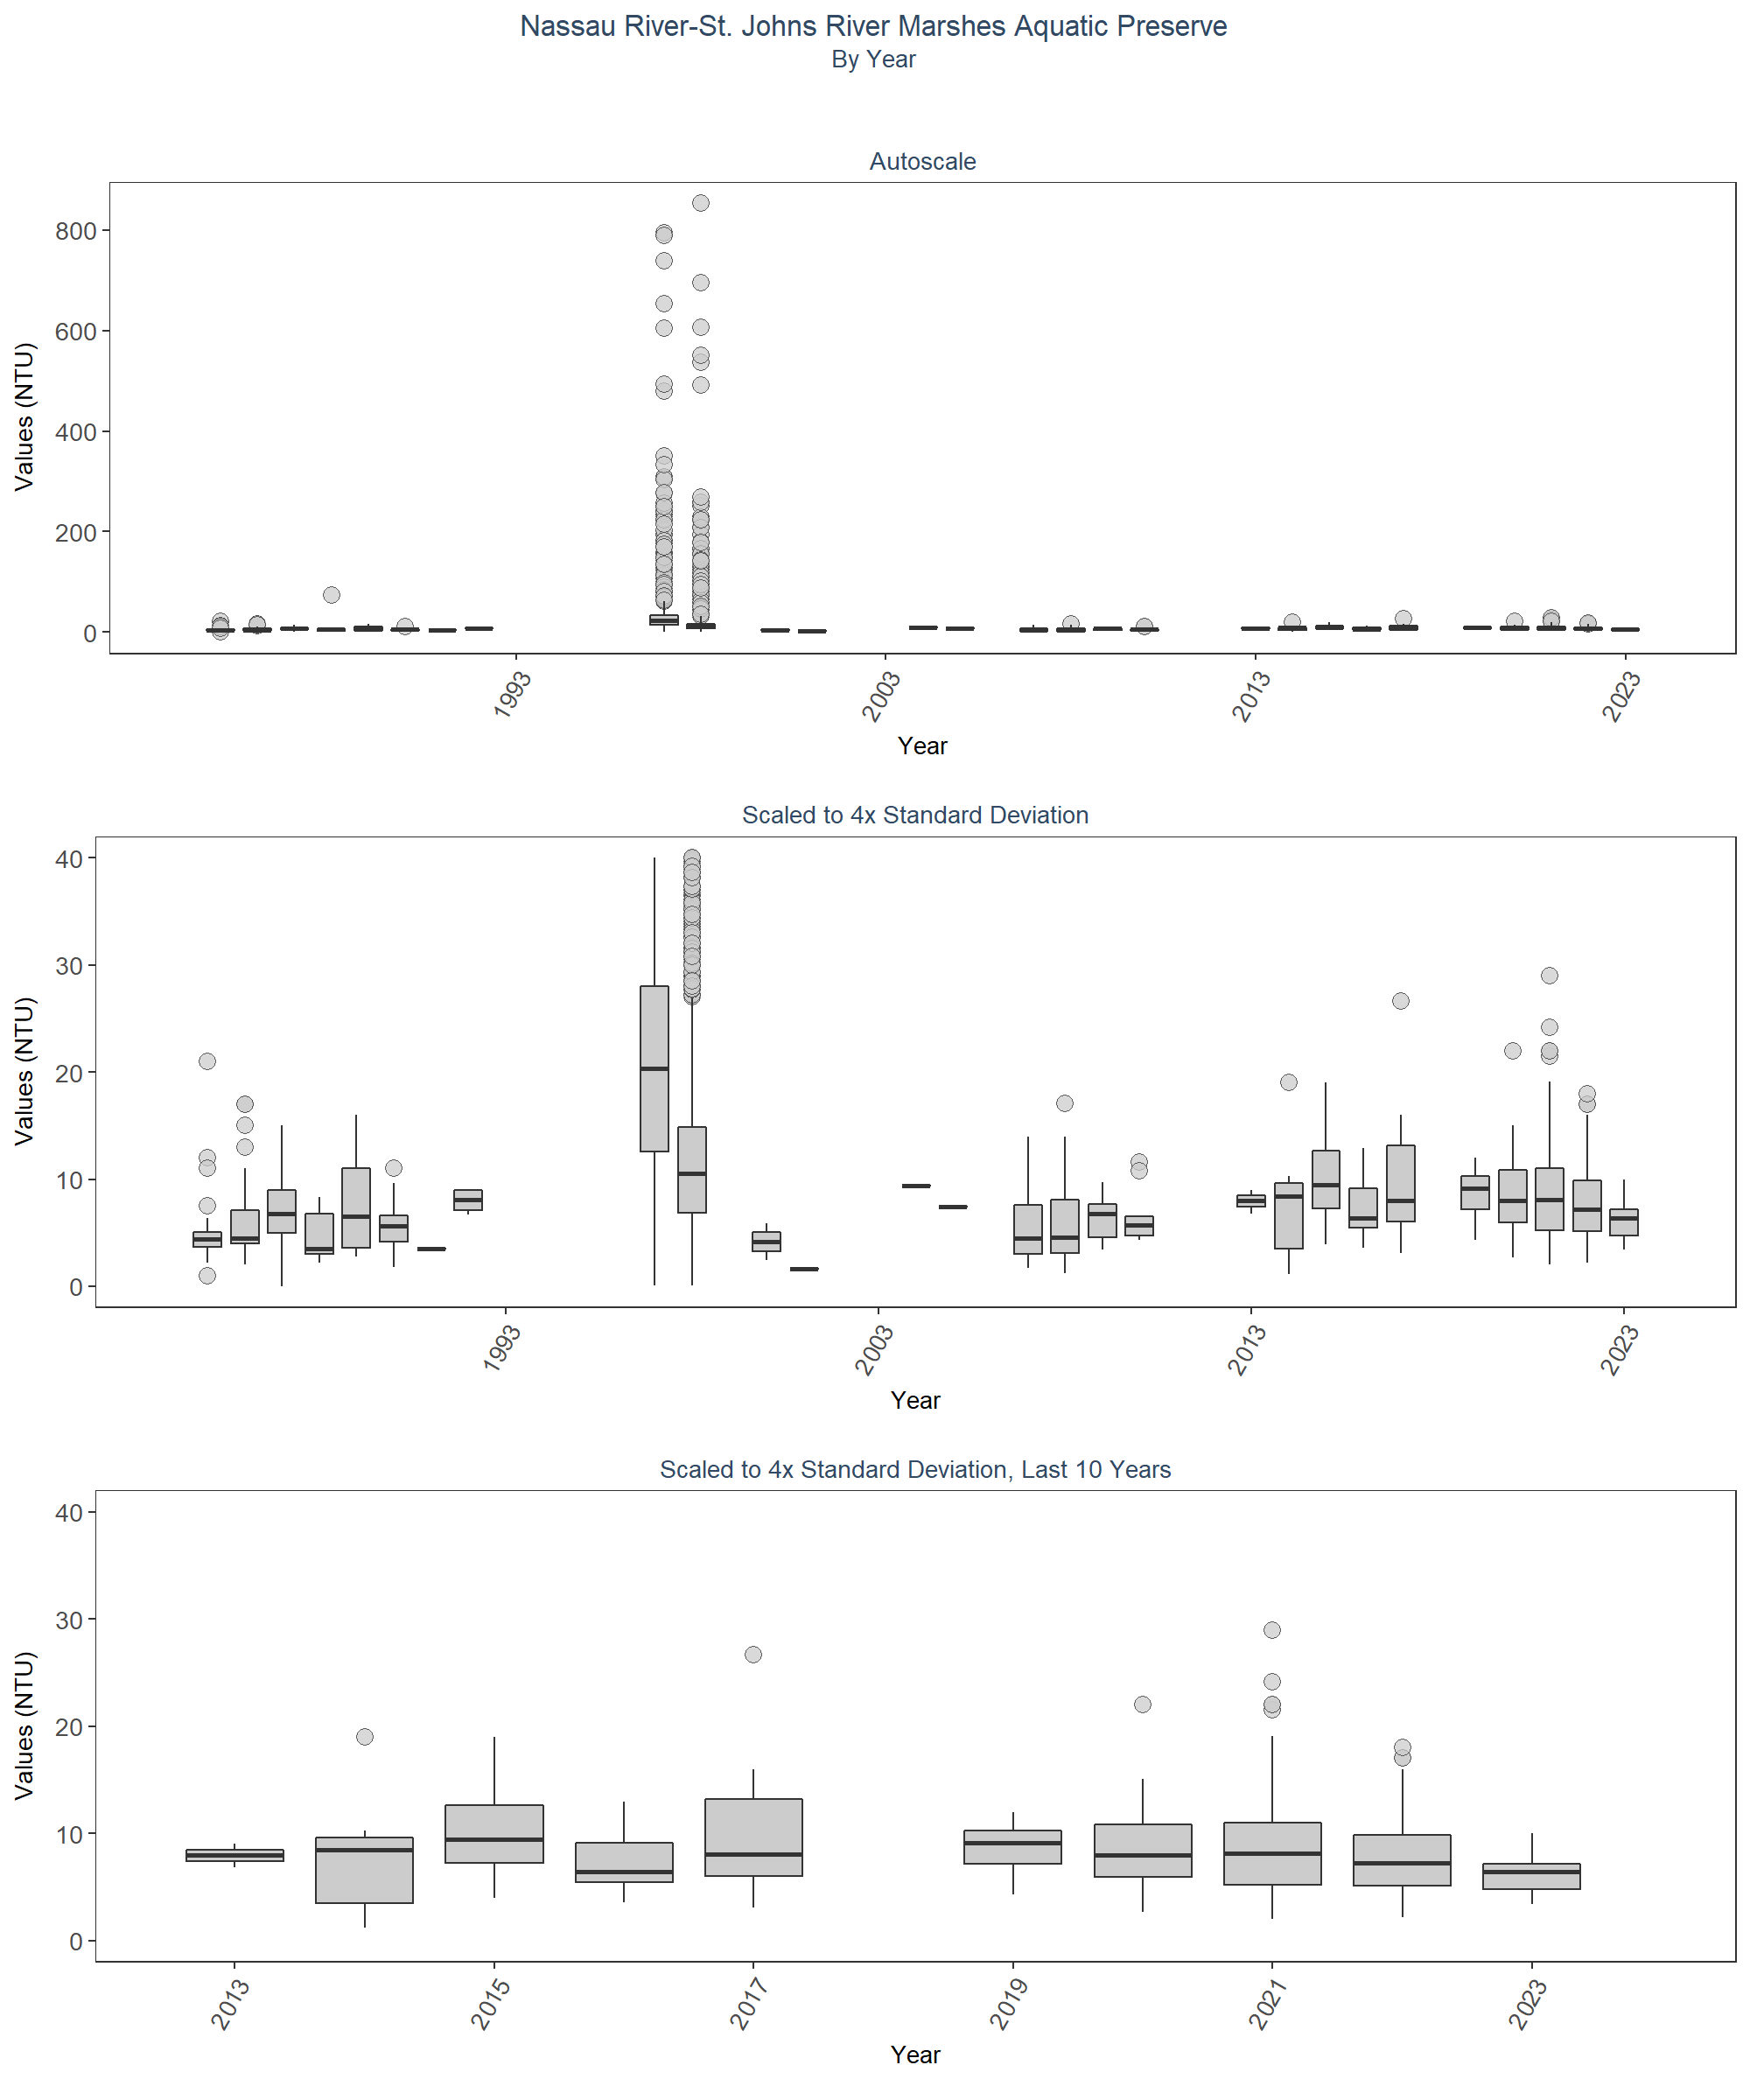 Nassau River-St. Johns River Marshes Aquatic Preserve
By Year
Autoscale
Values (NTU)
800
600
400
200
0
1993
2003
2013
2023
Year
Scaled to 4x Standard Deviation
Values (NTU)
40
30
20
10
0
1993
2003
2013
2023
Year
Scaled to 4x Standard Deviation, Last 10 Years
Values (NTU)
40
30
20
10
0
2013
2015
2017
2019
2021
2023
Year